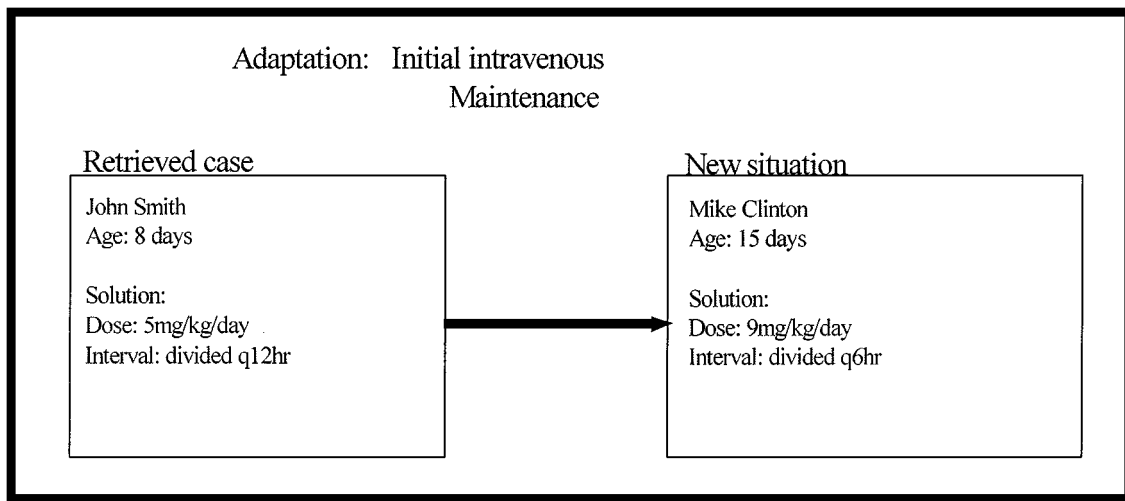 Adaptation: Initial intravenous
Maintenance
Retrieved case
John Smith
Age: 8 days
Solution:
Dose: 5mg/kg/day
Interval: divided q12hr
New situation
Mike Clinton
Age: 15 days
Solution:
Dose: 9mg/kg/day
Interval: divided q6hr